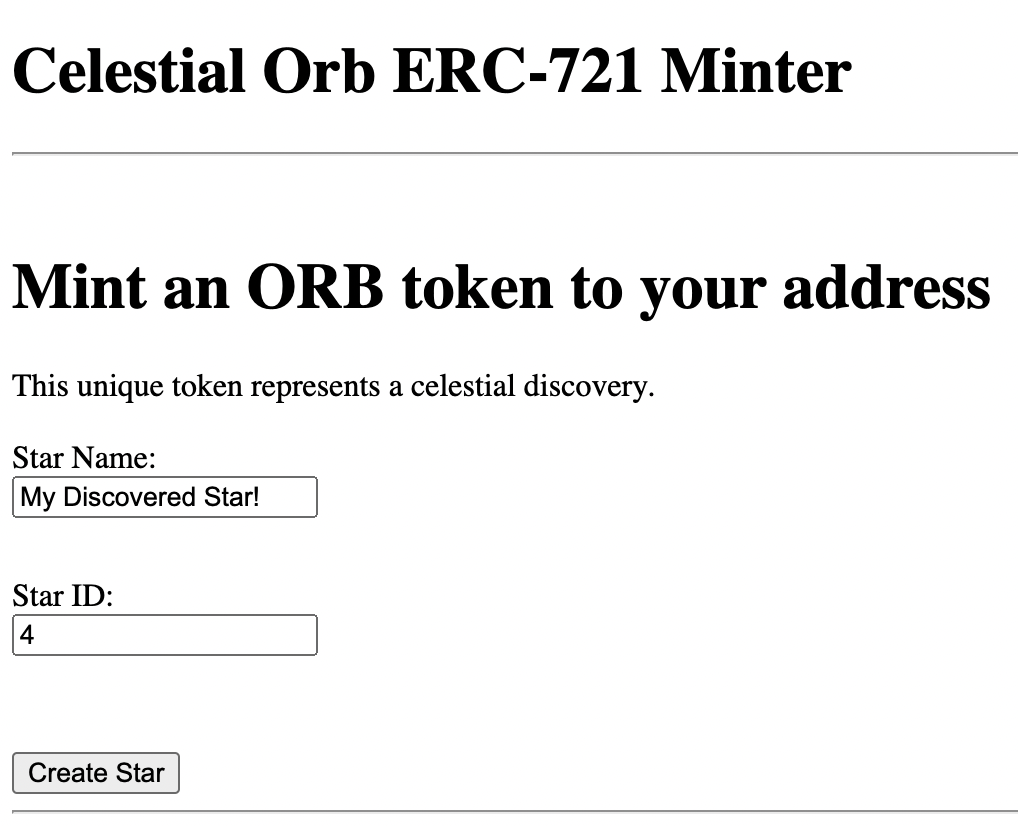 Celestial Orb ERC-721 Minter
Mint an ORB token to your address
This unique token represents a celestial discovery.
Star Name:
My Discovered Star!
Star ID:
4
Create Star